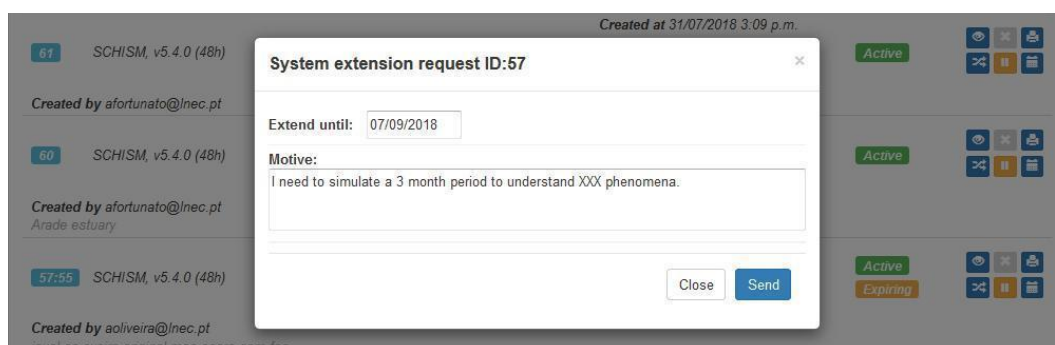 Created at 31/07/2018 3:09 p.m.
61 SCHISM, v5.4.0 (48h) Active
System extension request ID:57 ×
Created by afortunato@lnec.pt
Extend until: 07/09/2018
60 SCHISM, v5.4.0 (48h) Active
Motive:
I need to simulate a 3 month period to understand XXX phenomena.
Created by afortunato@lnec.pt
Arade estuary
57:55 SCHISM, v5.4.0 (48h) Active
Expiring
Close Send
Created by aoliveira@lnec.pt